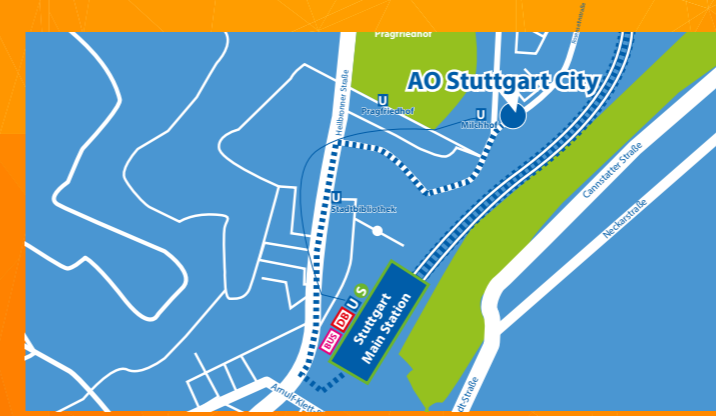 Pragfriedhof
AO Stuttgart City
Heilbronner Straße
U
Pragfriedhof
U
Milchhof
Cannstatter Straße
Neckarstraße
U
Stadtbibliothek
BUS
DB
U
S
Stuttgart
Main Station